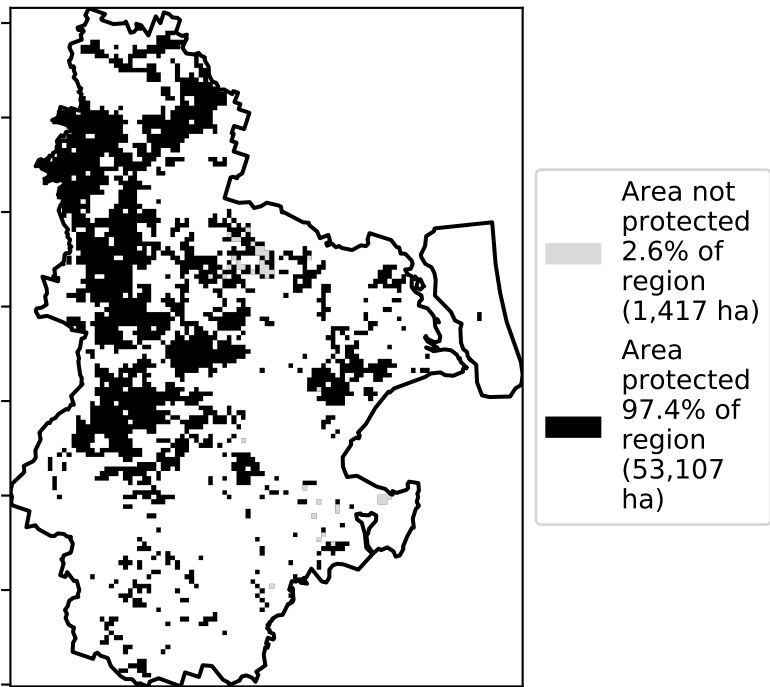 Area not
protected
2.6% of
region
(1,417 ha)
Area
protected
97.4% of
region
(53,107
ha)